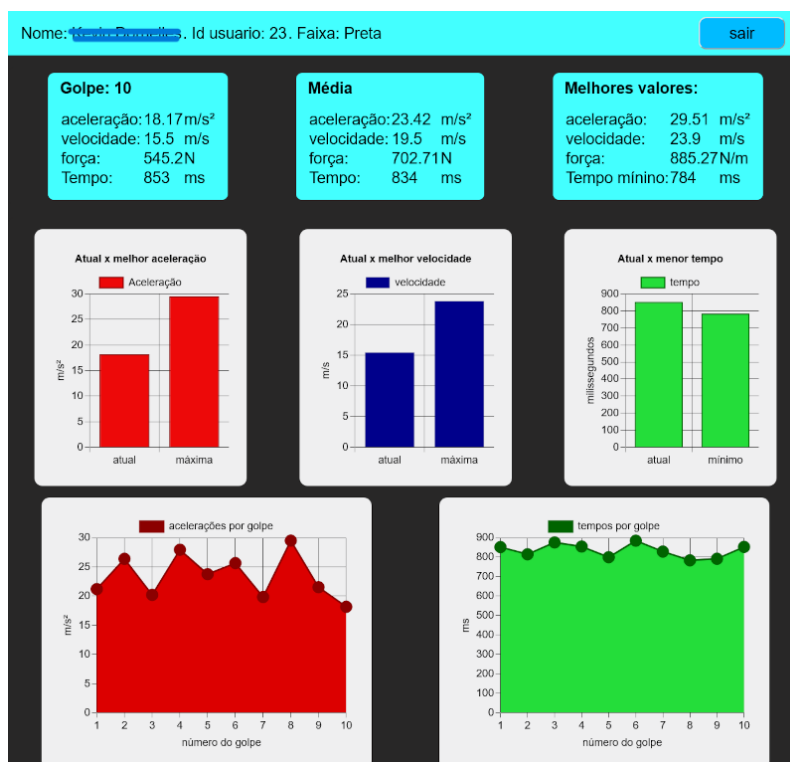 Nome: . Id usuario: 23. Faixa: Preta
sair
Golpe: 10
aceleração: 18.17 m/s²
velocidade: 15.5 m/s
força: 545.2 N
Tempo: 853 ms
Média
aceleração: 23.42 m/s²
velocidade: 19.5 m/s
força: 702.71 N
Tempo: 834 ms
Melhores valores:
aceleração: 29.51 m/s²
velocidade: 23.9 m/s
força: 885.27 N/m
Tempo mínino: 784 ms
Atual x melhor aceleração
Aceleração
30
25
20
15
10
5
0
m/s²
atual máxima
Atual x melhor velocidade
velocidade
25
20
15
10
5
0
m/s
atual máxima
Atual x menor tempo
tempo
900
800
700
600
500
400
300
200
100
0
milissegundos
atual mínimo
acelerações por golpe
30
25
20
15
10
5
0
m/s²
1 2 3 4 5 6 7 8 9 10
número do golpe
tempos por golpe
900
800
700
600
500
400
300
200
100
0
ms
1 2 3 4 5 6 7 8 9 10
número do golpe